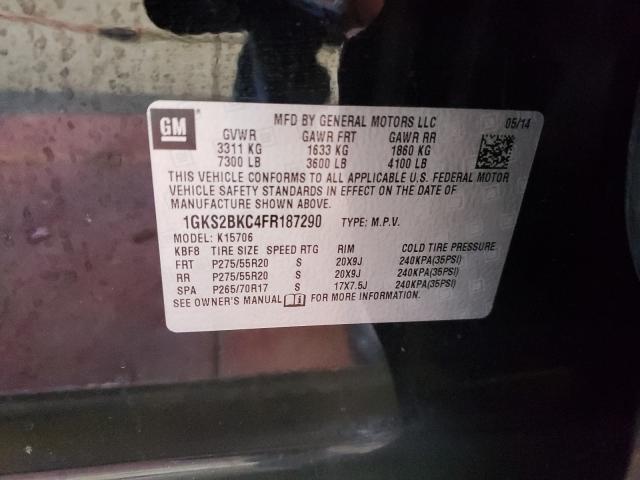 GM
MFD BY GENERAL MOTORS LLC 05/14
GVWR GAWR FRT GAWR RR
3311 KG 1633 KG 1860 KG
7300 LB 3600 LB 4100 LB
THIS VEHICLE CONFORMS TO ALL APPLICABLE U.S. FEDERAL MOTOR
VEHICLE SAFETY STANDARDS IN EFFECT ON THE DATE OF
MANUFACTURE SHOWN ABOVE.
1GKS2BKC4FR187290 TYPE: M.P.V.
MODEL: K15706
KBF8 TIRE SIZE SPEED RTG RIM COLD TIRE PRESSURE
FRT P275/55R20 S 20X9J 240KPA(35PSI)
RR P275/55R20 S 20X9J 240KPA(35PSI)
SPA P265/70R17 S 17X7.5J 240KPA(35PSI)
SEE OWNER'S MANUAL FOR MORE INFORMATION.